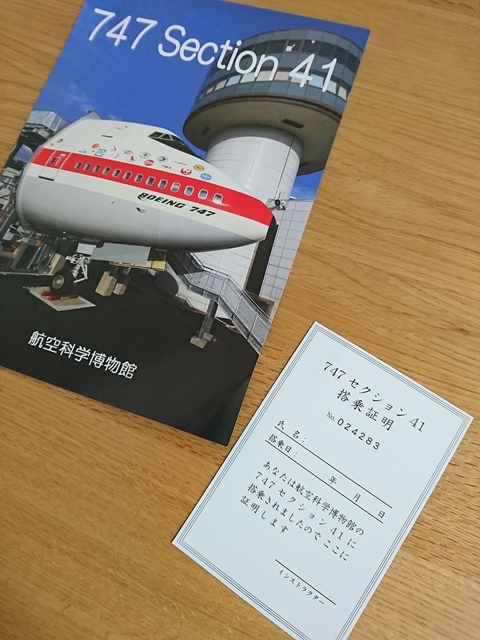 747 Section 41
BOEING 747
航空科学博物館
747 セクション 41
搭乗証明
No. 024283
氏 名:
搭乗日:
年 月 日
あなたは航空科学博物館の
747 セクション 41 に
搭乗されましたので ここに
証明します
インストラクター